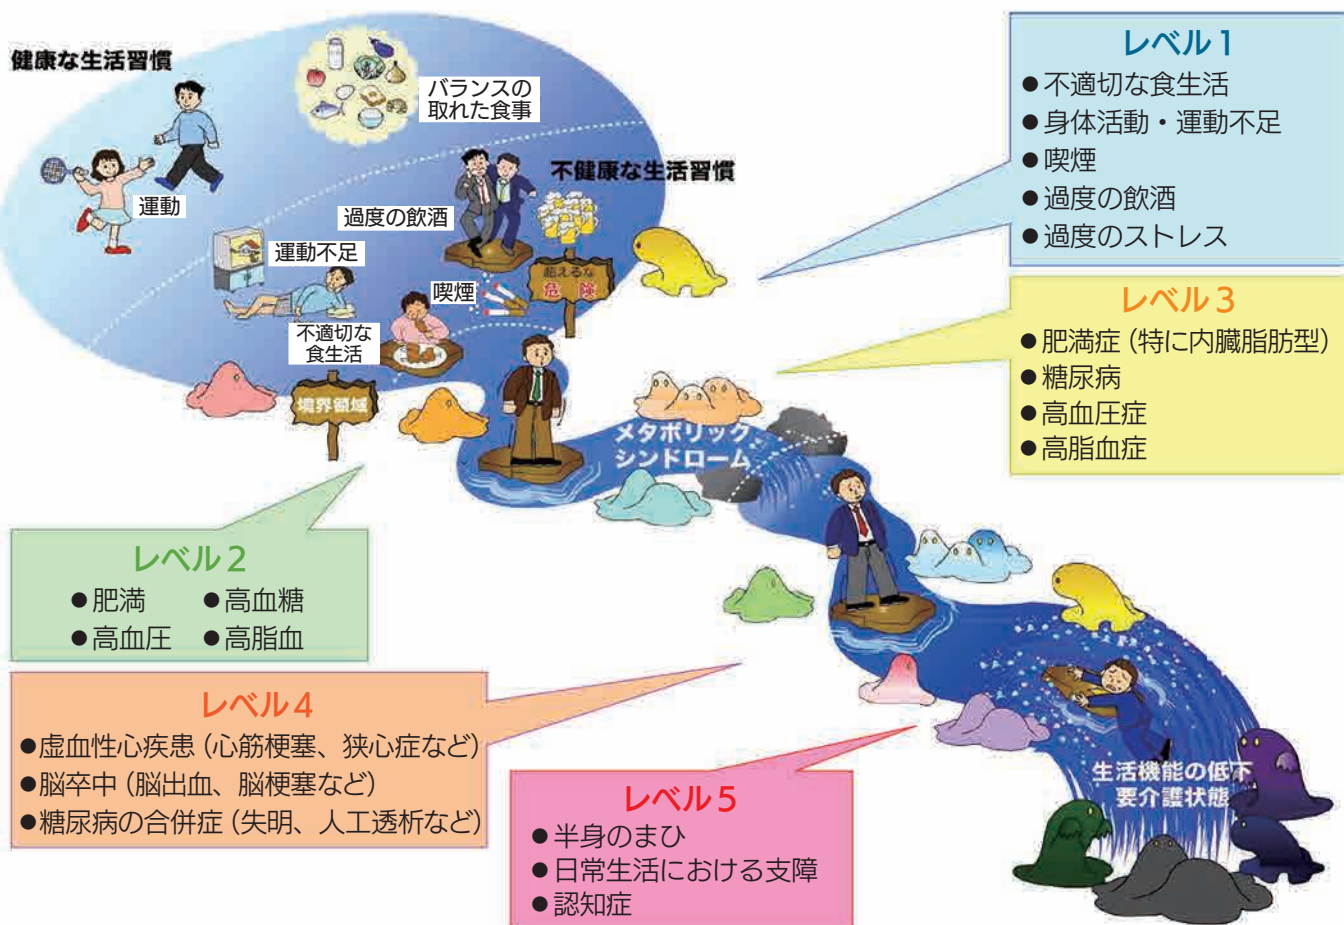 健康な生活習慣
バランスの
取れた食事
運動
不健康な生活習慣
過度の飲酒
運動不足
喫煙
超えるな
危険
不適切な
食生活
境界領域
メタボリック
シンドローム
生活機能の低下
要介護状態
レベル1
●不適切な食生活
●身体活動・運動不足
●喫煙
●過度の飲酒
●過度のストレス
レベル2
●肥満 ●高血糖
●高血圧 ●高脂血
レベル3
●肥満症(特に内臓脂肪型)
●糖尿病
●高血圧症
●高脂血症
レベル4
●虚血性心疾患(心筋梗塞、狭心症など)
●脳卒中(脳出血、脳梗塞など)
●糖尿病の合併症(失明、人工透析など)
レベル5
●半身のまひ
●日常生活における支障
●認知症